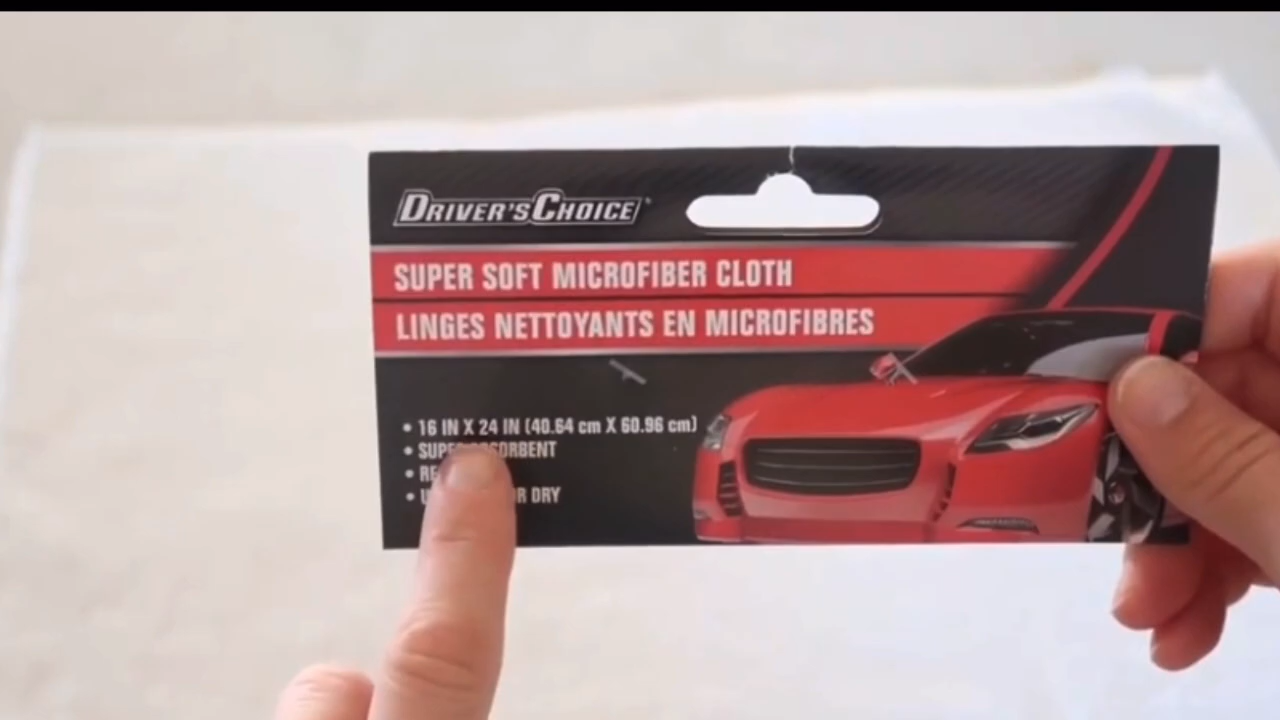 DRIVER'S CHOICE
SUPER SOFT MICROFIBER CLOTH
LINGES NETTOYANTS EN MICROFIBRES
• 16 IN X 24 IN (40.64 cm X 60.96 cm)
•
•
• DRY